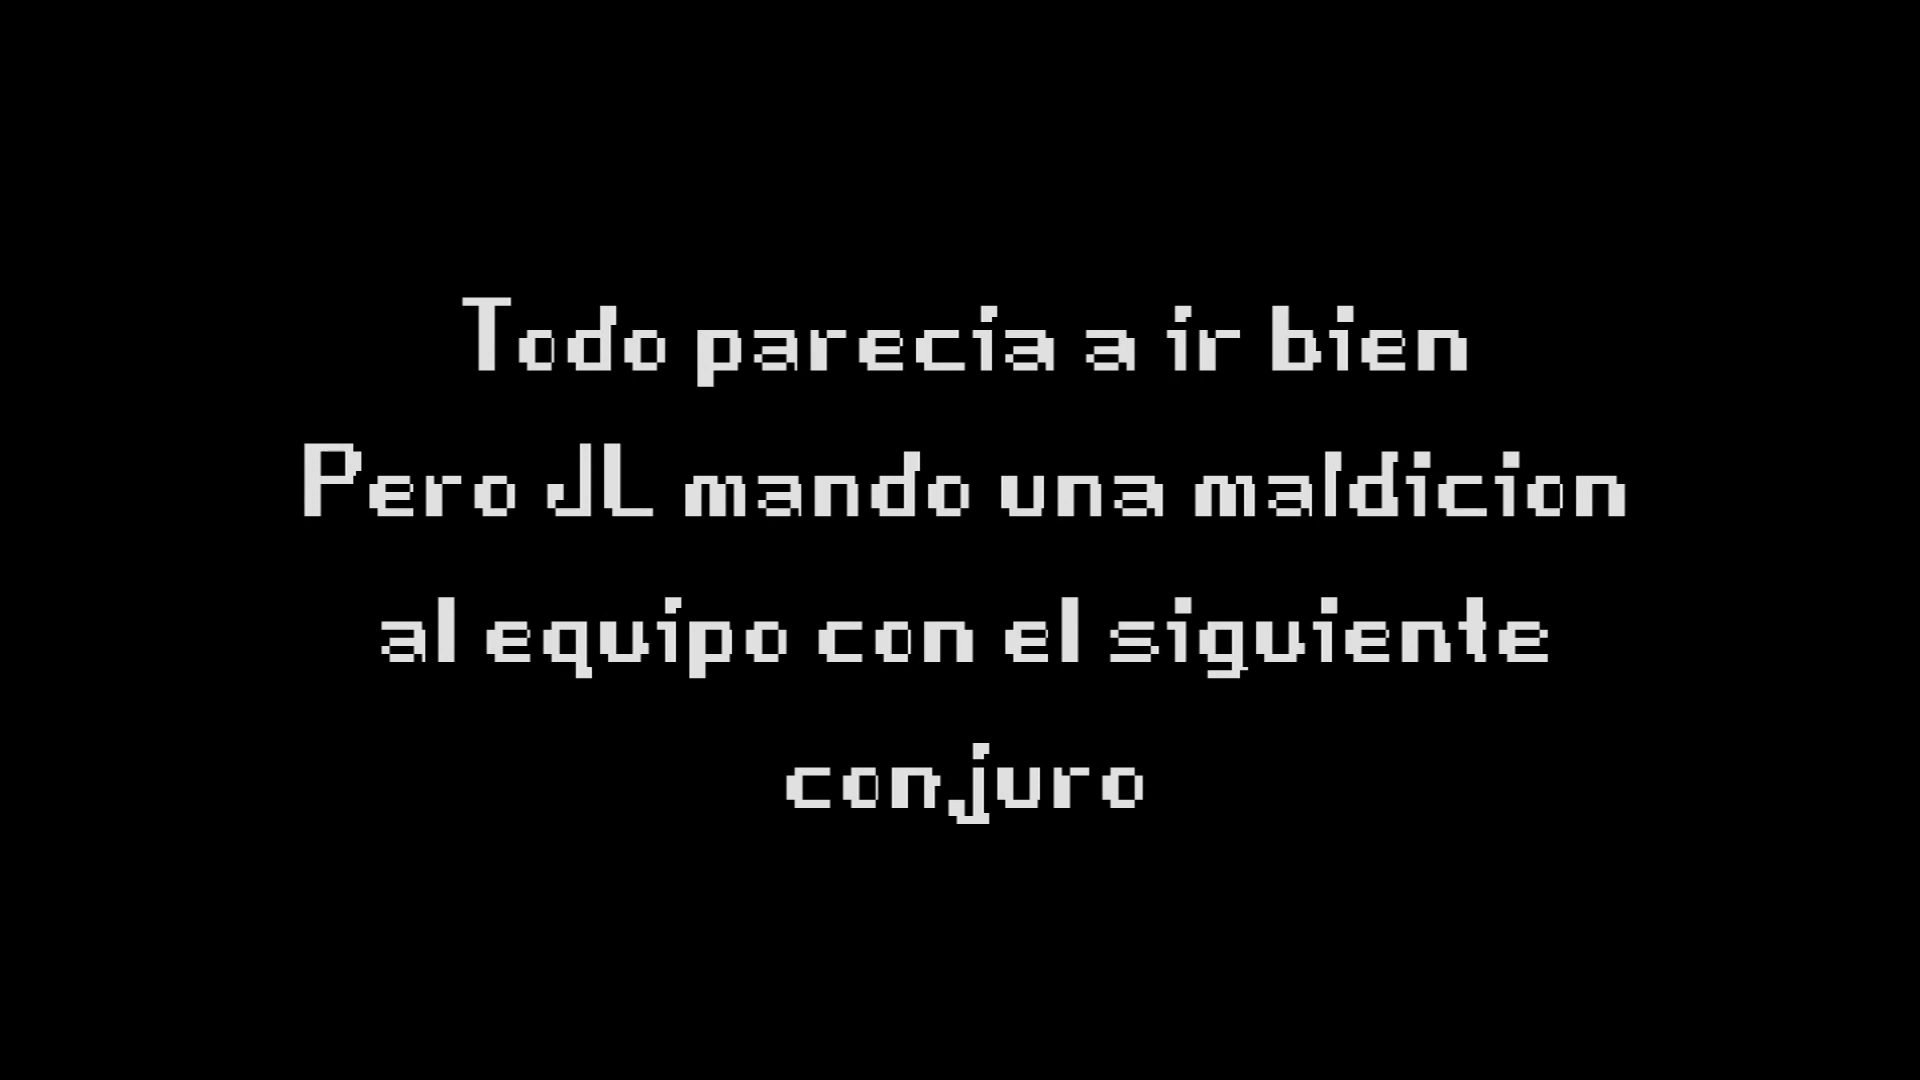 Todo parecia a ir bien
Pero JL mando una maldicion
al equipo con el siguiente
conjuro